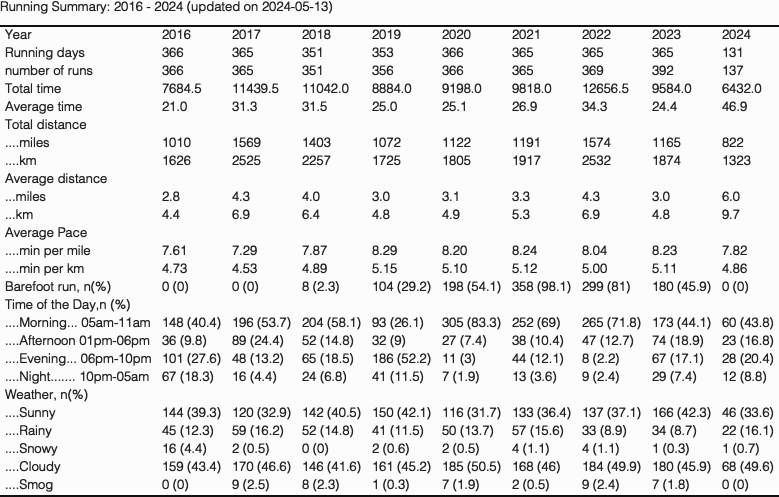 Running Summary: 2016 - 2024 (updated on 2024-05-13)
Year 2016 2017 2018 2019 2020 2021 2022 2023 2024
Running days 366 365 351 353 366 365 365 365 131
number of runs 366 365 351 356 366 365 369 392 137
Total time 7684.5 11439.5 11042.0 8884.0 9198.0 9818.0 12656.5 9584.0 6432.0
Average time 21.0 31.3 31.5 25.0 25.1 26.9 34.3 24.4 46.9
Total distance
....miles 1010 1569 1403 1072 1122 1191 1574 1165 822
....km 1626 2525 2257 1725 1805 1917 2532 1874 1323
Average distance
...miles 2.8 4.3 4.0 3.0 3.1 3.3 4.3 3.0 6.0
...km 4.4 6.9 6.4 4.8 4.9 5.3 6.9 4.8 9.7
Average Pace
....min per mile 7.61 7.29 7.87 8.29 8.20 8.24 8.04 8.23 7.82
....min per km 4.73 4.53 4.89 5.15 5.10 5.12 5.00 5.11 4.86
Barefoot run, n(%) 0 (0) 0 (0) 8 (2.3) 104 (29.2) 198 (54.1) 358 (98.1) 299 (81) 180 (45.9) 0 (0)
Time of the Day,n (%)
....Morning... 05am-11am 148 (40.4) 196 (53.7) 204 (58.1) 93 (26.1) 305 (83.3) 252 (69) 265 (71.8) 173 (44.1) 60 (43.8)
....Afternoon 01pm-06pm 36 (9.8) 89 (24.4) 52 (14.8) 32 (9) 27 (7.4) 38 (10.4) 47 (12.7) 74 (18.9) 23 (16.8)
....Evening... 06pm-10pm 101 (27.6) 48 (13.2) 65 (18.5) 186 (52.2) 11 (3) 44 (12.1) 8 (2.2) 67 (17.1) 28 (20.4)
....Night....... 10pm-05am 67 (18.3) 16 (4.4) 24 (6.8) 41 (11.5) 7 (1.9) 13 (3.6) 9 (2.4) 29 (7.4) 12 (8.8)
Weather, n(%)
....Sunny 144 (39.3) 120 (32.9) 142 (40.5) 150 (42.1) 116 (31.7) 133 (36.4) 137 (37.1) 166 (42.3) 46 (33.6)
....Rainy 45 (12.3) 59 (16.2) 52 (14.8) 41 (11.5) 50 (13.7) 57 (15.6) 33 (8.9) 34 (8.7) 22 (16.1)
....Snowy 16 (4.4) 2 (0.5) 0 (0) 2 (0.6) 2 (0.5) 4 (1.1) 4 (1.1) 1 (0.3) 1 (0.7)
....Cloudy 159 (43.4) 170 (46.6) 146 (41.6) 161 (45.2) 185 (50.5) 168 (46) 184 (49.9) 180 (45.9) 68 (49.6)
....Smog 0 (0) 9 (2.5) 8 (2.3) 1 (0.3) 7 (1.9) 2 (0.5) 9 (2.4) 7 (1.8) 0 (0)